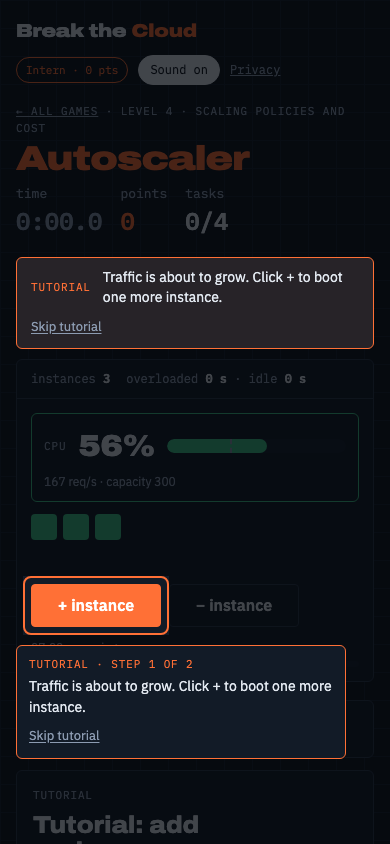 Break the Cloud
Intern · 0 pts
Sound on
Privacy
← ALL GAMES · LEVEL 4 · SCALING POLICIES AND
COST
Autoscaler
time points tasks
0:00.0 0 0/4
TUTORIAL
Traffic is about to grow. Click + to boot
one more instance.
Skip tutorial
instances 3 overloaded 0 s · idle 0 s
CPU 56%
167 req/s · capacity 300
+ instance
− instance
TUTORIAL · STEP 1 OF 2
Traffic is about to grow. Click + to boot one more
instance.
Skip tutorial
TUTORIAL
Tutorial: add